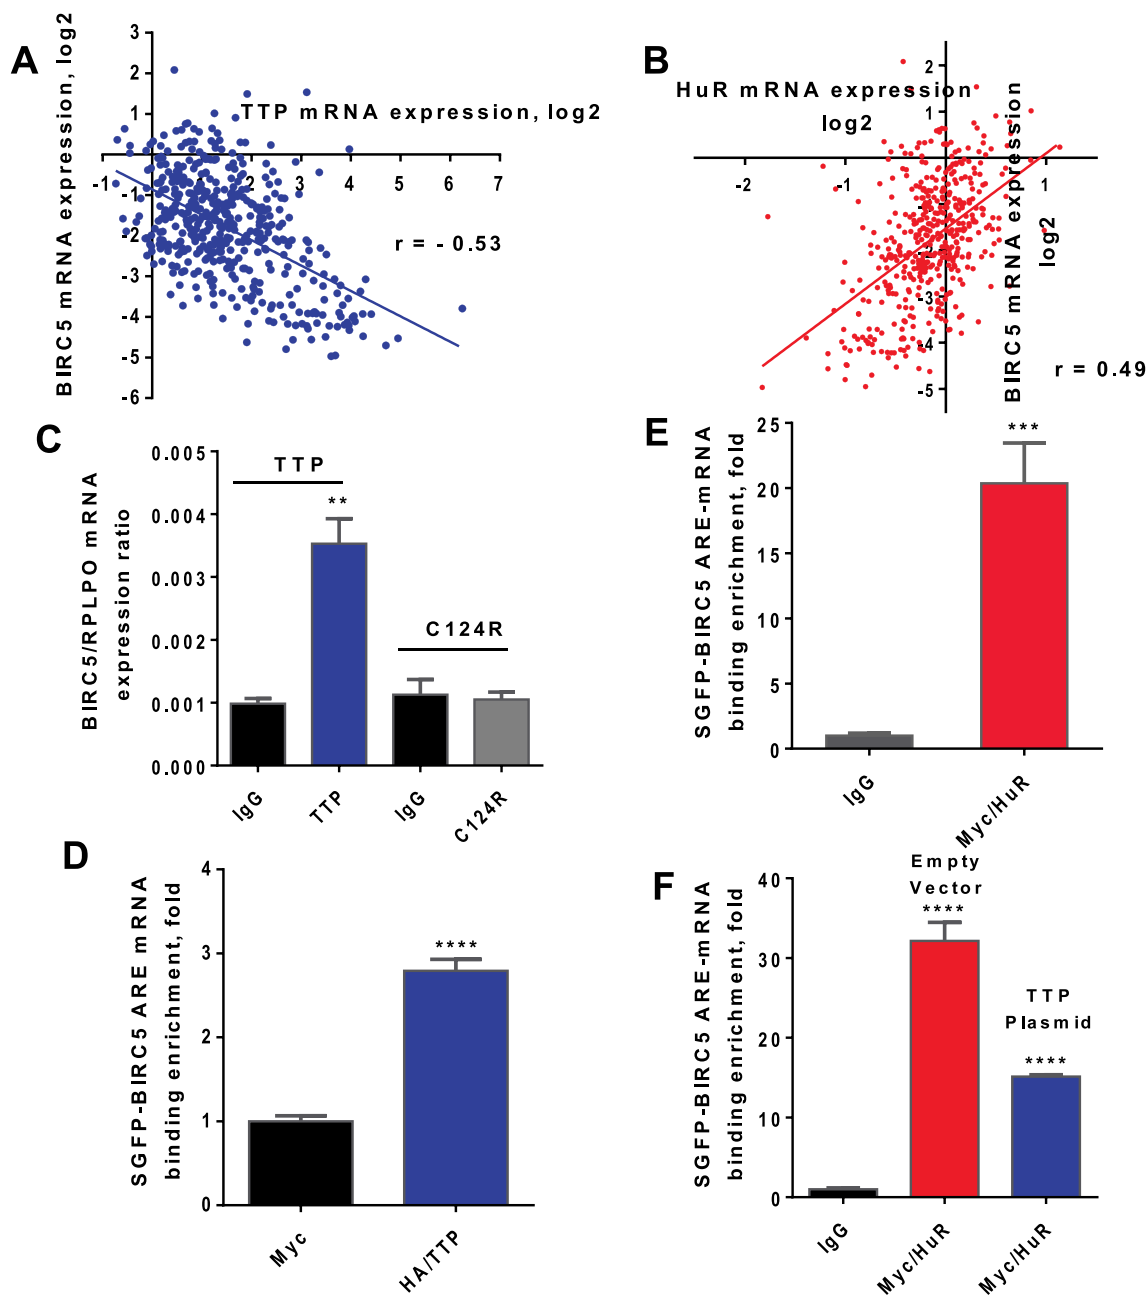 A
BIRC5 mRNA expression, log2
3
2
1
-1
-2
-3
-4
-5
-6
TTP mRNA expression, log2
-1 0 1 2 3 4 5 6 7
r = - 0.53
B
HuR mRNA expression
log2
BIRC5 mRNA expression
log2
2
1
-1
-2
-3
-4
-5
-2 -1 0 1
r = 0.49
C
BIRC5/RPLPO mRNA
expression ratio
0.005
0.004
0.003
0.002
0.001
0.000
TTP
**
C124R
IgG
TTP
IgG
C124R
E
SGFP-BIRC5 ARE-mRNA
binding enrichment, fold
25
20
15
10
5
0
***
IgG
Myc/HuR
D
SGFP-BIRC5 ARE mRNA
binding enrichment, fold
4
3
2
1
0
****
Myc
HA/TTP
F
SGFP-BIRC5 ARE-mRNA
binding enrichment, fold
40
30
20
10
0
Empty
Vector
****
TTP
Plasmid
****
IgG
Myc/HuR
Myc/HuR